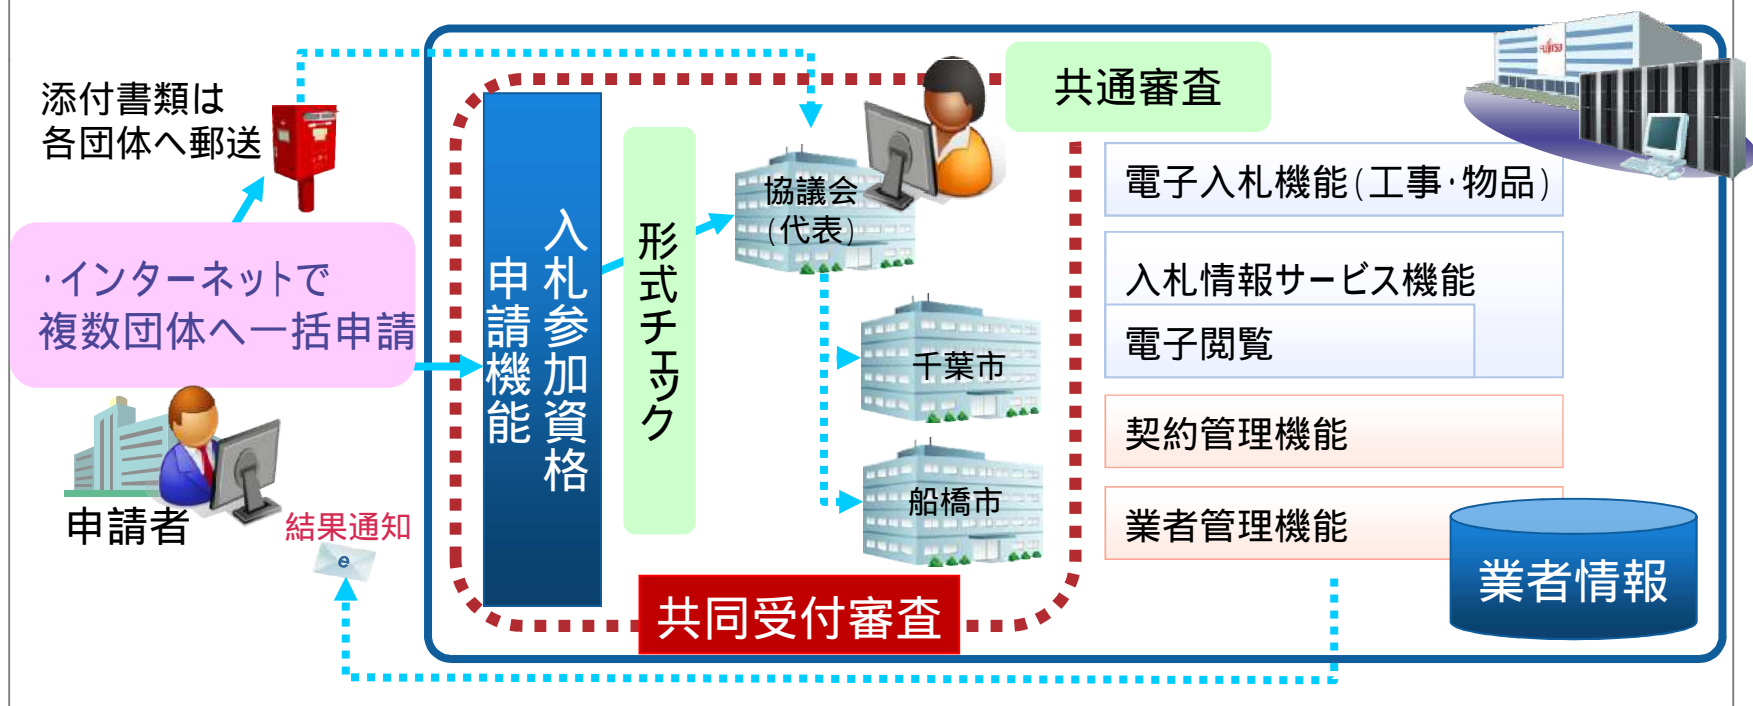 添付書類は
各団体へ郵送
・インターネットで
複数団体へ一括申請
申請者
結果通知
入札参加資格
申請機能
形式チェック
協議会
(代表)
千葉市
船橋市
共同受付審査
共通審査
FUJITSU
電子入札機能(工事・物品)
入札情報サービス機能
電子閲覧
契約管理機能
業者管理機能
業者情報